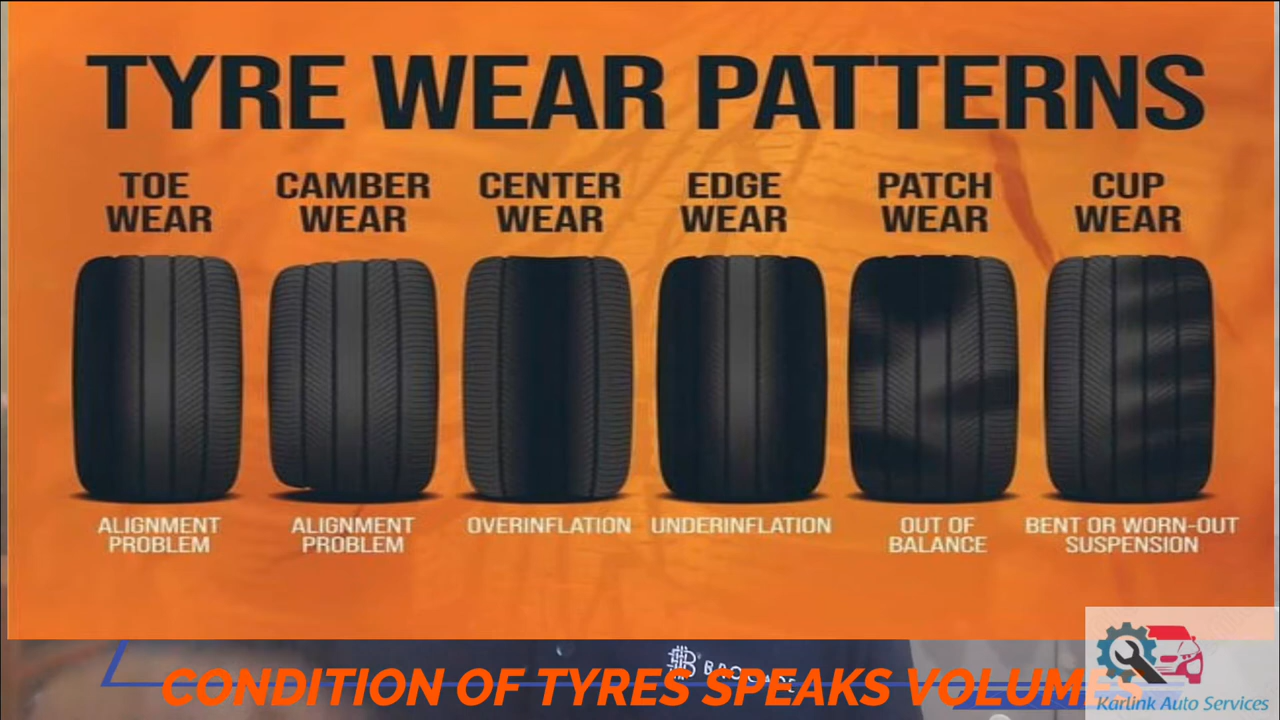 TYRE WEAR PATTERNS
TOE
WEAR
CAMBER
WEAR
CENTER
WEAR
EDGE
WEAR
PATCH
WEAR
CUP
WEAR
ALIGNMENT
PROBLEM
ALIGNMENT
PROBLEM
OVERINFLATION
UNDERINFLATION
OUT OF
BALANCE
BENT OR WORN-OUT
SUSPENSION
CONDITION OF TYRES SPEAKS VOLUMES
Karlink Auto Services